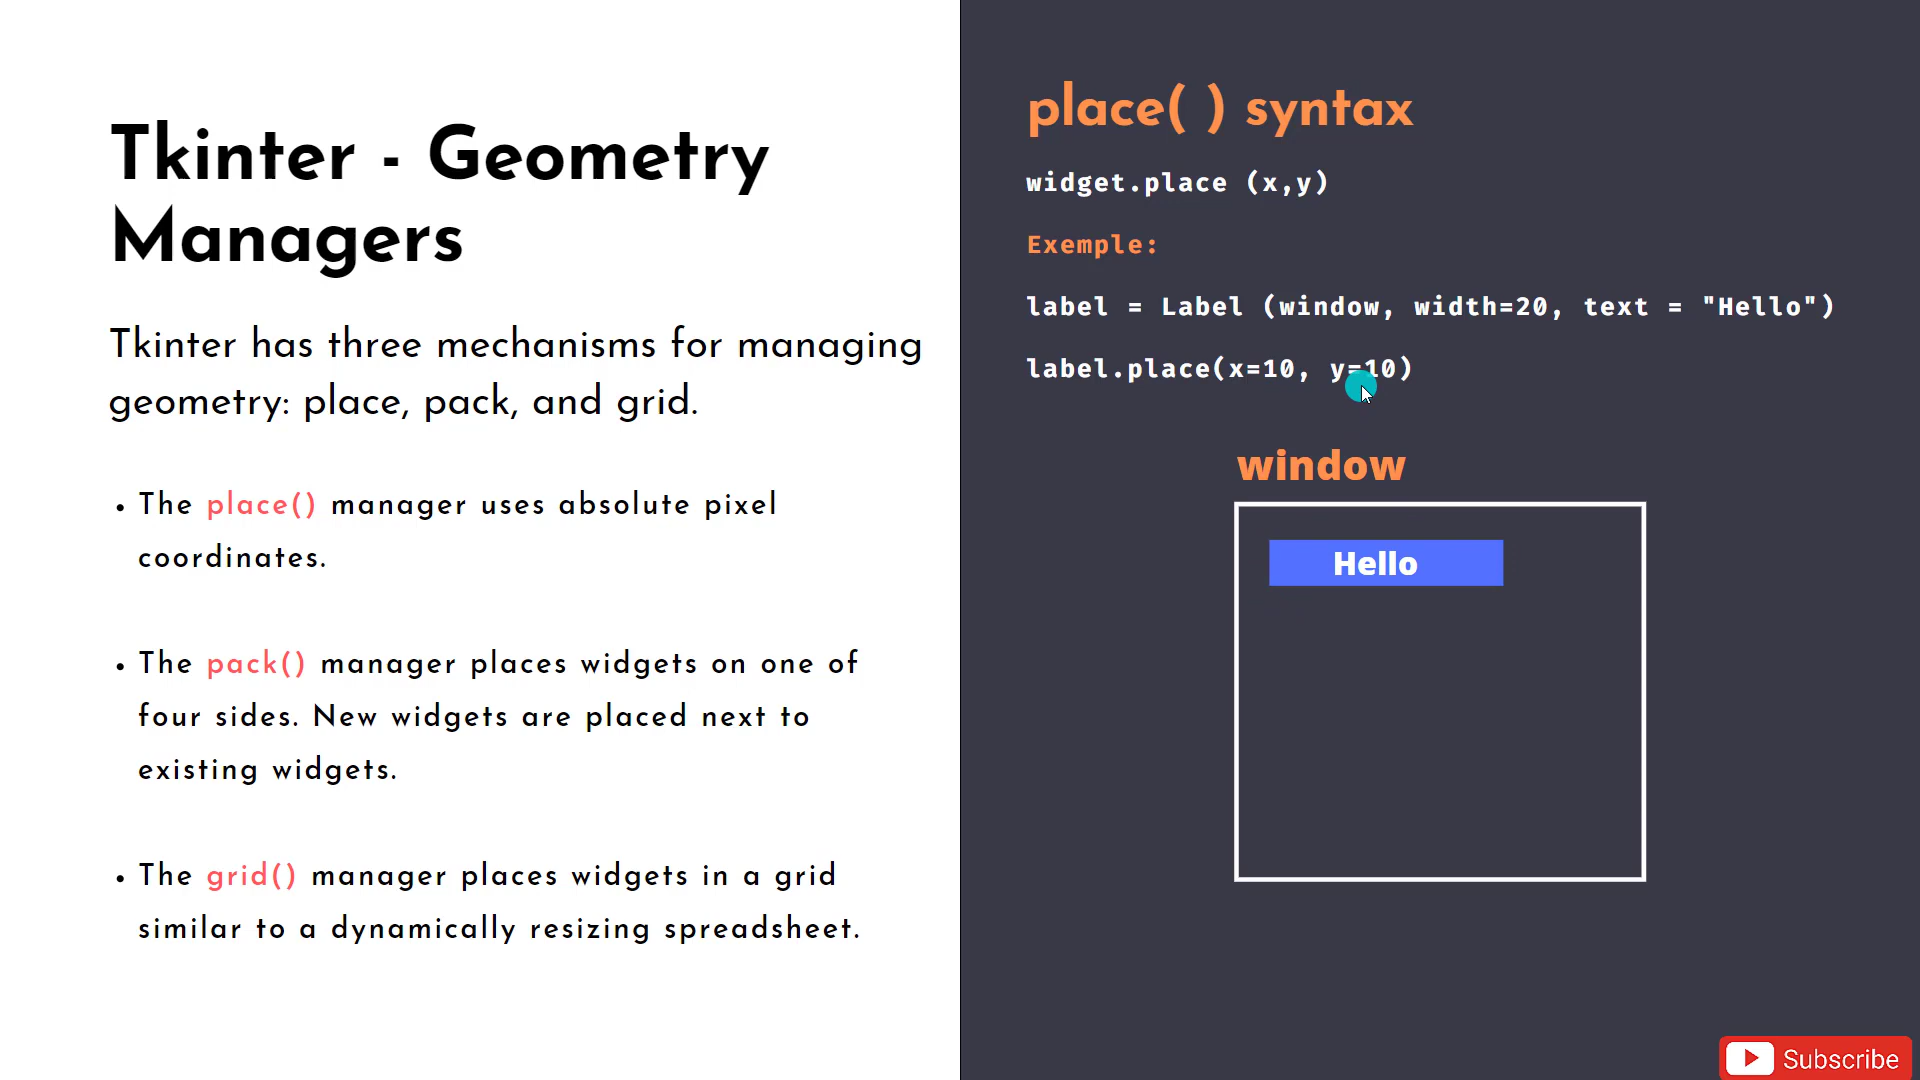 Tkinter - Geometry
Managers
Tkinter has three mechanisms for managing
geometry: place, pack, and grid.
• The place() manager uses absolute pixel
coordinates.
• The pack() manager places widgets on one of
four sides. New widgets are placed next to
existing widgets.
• The grid() manager places widgets in a grid
similar to a dynamically resizing spreadsheet.
place( ) syntax
widget.place (x,y)
Exemple:
label = Label (window, width=20, text = "Hello")
label.place(x=10, y=10)
window
Hello
Subscribe